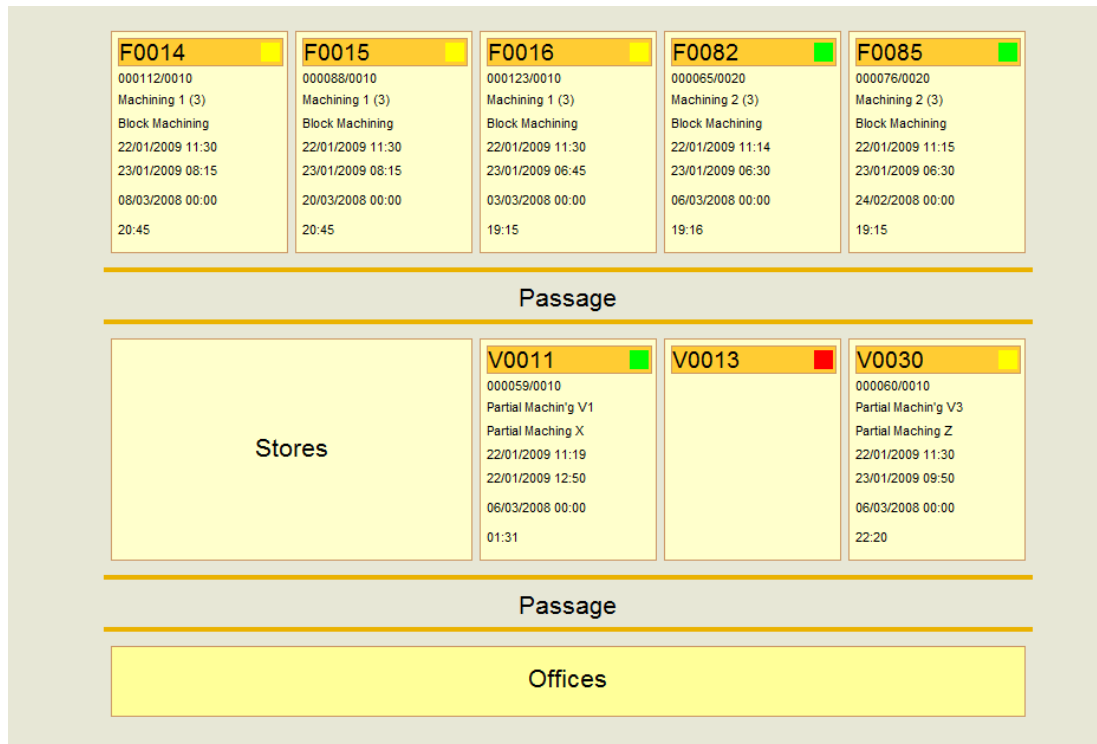 F0014
000112/0010
Machining 1 (3)
Block Machining
22/01/2009 11:30
23/01/2009 08:15
08/03/2008 00:00
20:45
F0015
000088/0010
Machining 1 (3)
Block Machining
22/01/2009 11:30
23/01/2009 08:15
20/03/2008 00:00
20:45
F0016
000123/0010
Machining 1 (3)
Block Machining
22/01/2009 11:30
23/01/2009 06:45
03/03/2008 00:00
19:15
F0082
000065/0020
Machining 2 (3)
Block Machining
22/01/2009 11:14
23/01/2009 06:30
06/03/2008 00:00
19:16
F0085
000076/0020
Machining 2 (3)
Block Machining
22/01/2009 11:15
23/01/2009 06:30
24/02/2008 00:00
19:15
Passage
Stores
V0011
000059/0010
Partial Machin'g V1
Partial Maching X
22/01/2009 11:19
22/01/2009 12:50
06/03/2008 00:00
01:31
V0013
V0030
000060/0010
Partial Machin'g V3
Partial Maching Z
22/01/2009 11:30
23/01/2009 09:50
06/03/2008 00:00
22:20
Passage
Offices